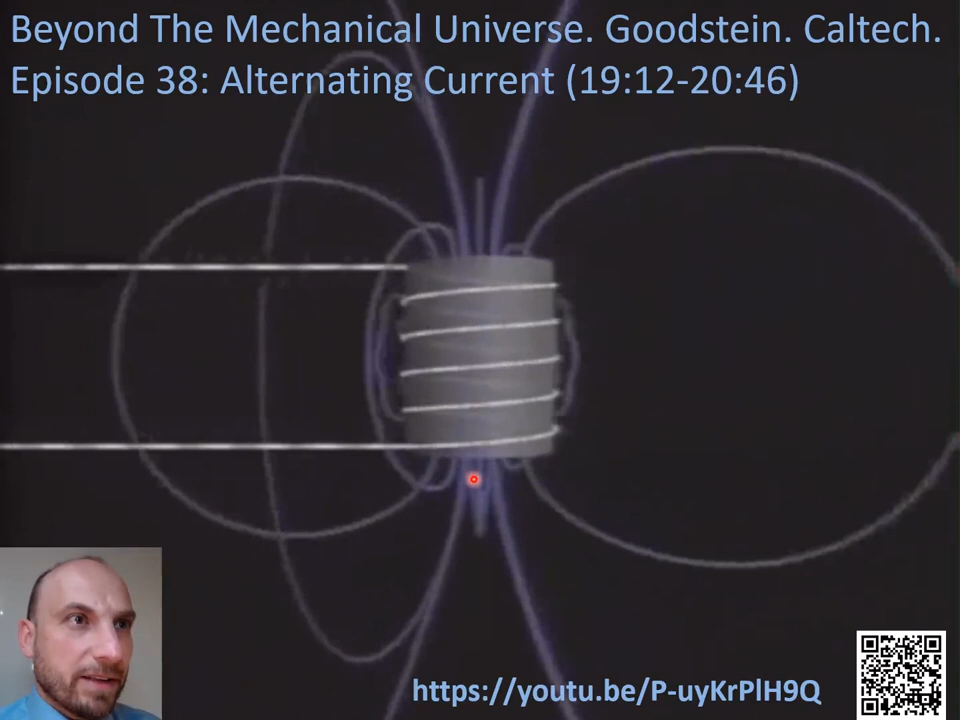 Beyond The Mechanical Universe. Goodstein. Caltech.
Episode 38: Alternating Current (19:12-20:46)
https://youtu.be/P-uyKrPlH9Q